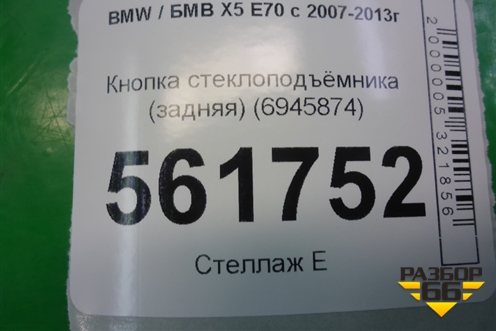 BMW / БМВ X5 E70 с 2007-2013г
Кнопка стеклоподъёмника
(задняя) (6945874)
561752
Стеллаж Е
2000005321856
РАЗБОР
66